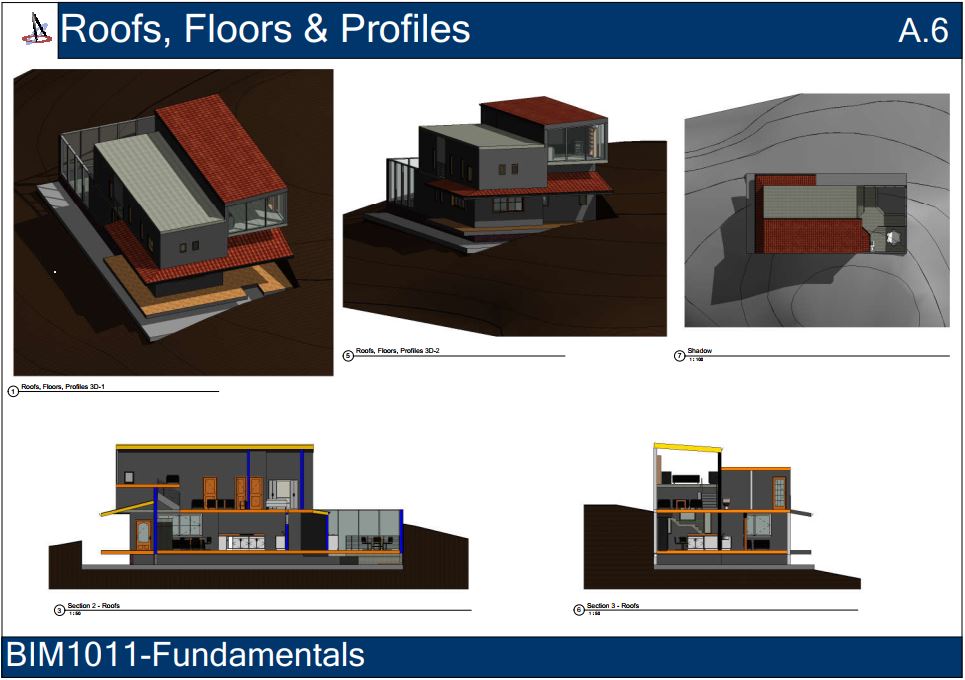 Roofs, Floors & Profiles
A.6
1 Roofs, Floors, Profiles 3D-1
5 Roofs, Floors, Profiles 3D-2
7 Shadow
1 : 100
3 Section 2 - Roofs
1 : 50
6 Section 3 - Roofs
1 : 50
BIM1011-Fundamentals